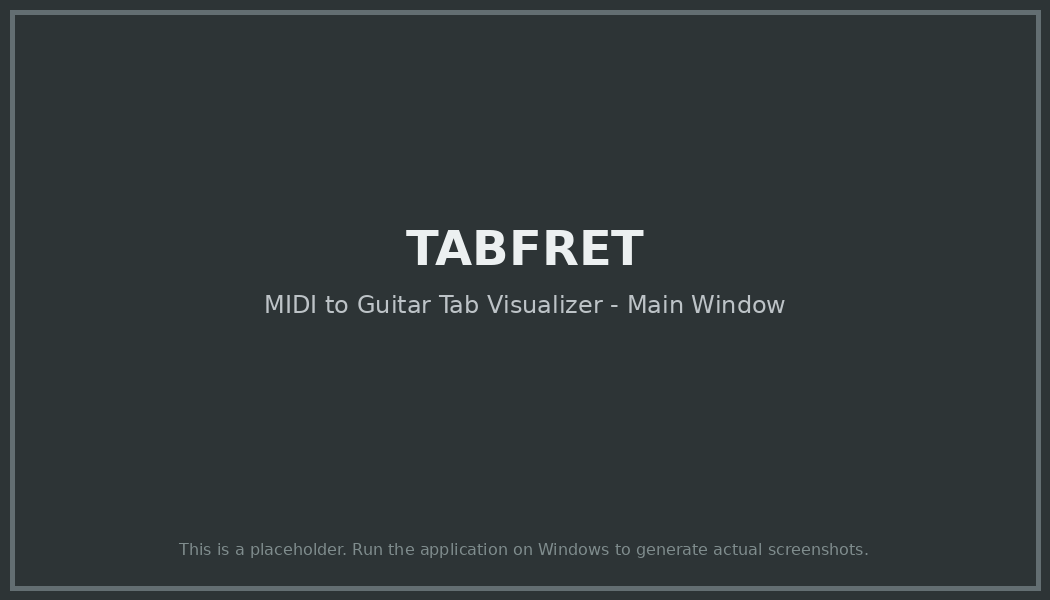 TABFRET
MIDI to Guitar Tab Visualizer - Main Window
This is a placeholder. Run the application on Windows to generate actual screenshots.